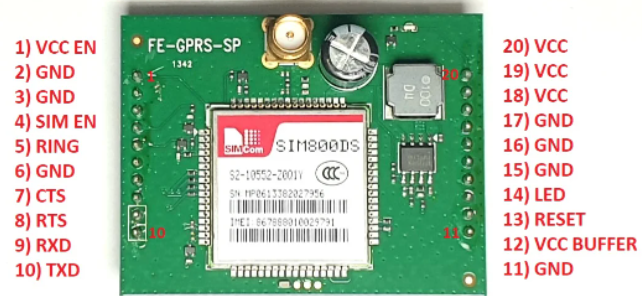 1) VCC EN
2) GND
3) GND
4) SIM EN
5) RING
6) GND
7) CTS
8) RTS
9) RXD
10) TXD
FE-GPRS-SP
1342
1
10
20
11
100
SIMCom
SIM800DS
S2-10552-Z001Y
CCC
SN:MP0613382027956
IMEI:867888010029791
20) VCC
19) VCC
18) VCC
17) GND
16) GND
15) GND
14) LED
13) RESET
12) VCC BUFFER
11) GND